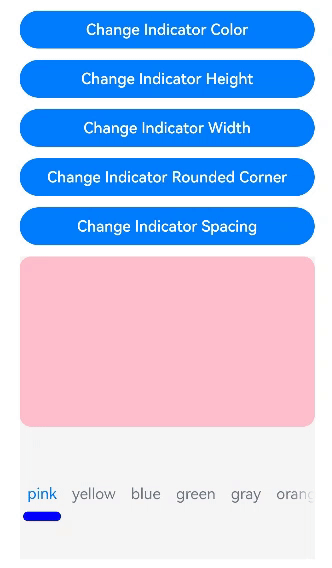 Change Indicator Color
Change Indicator Height
Change Indicator Width
Change Indicator Rounded Corner
Change Indicator Spacing
pink yellow blue green gray orang